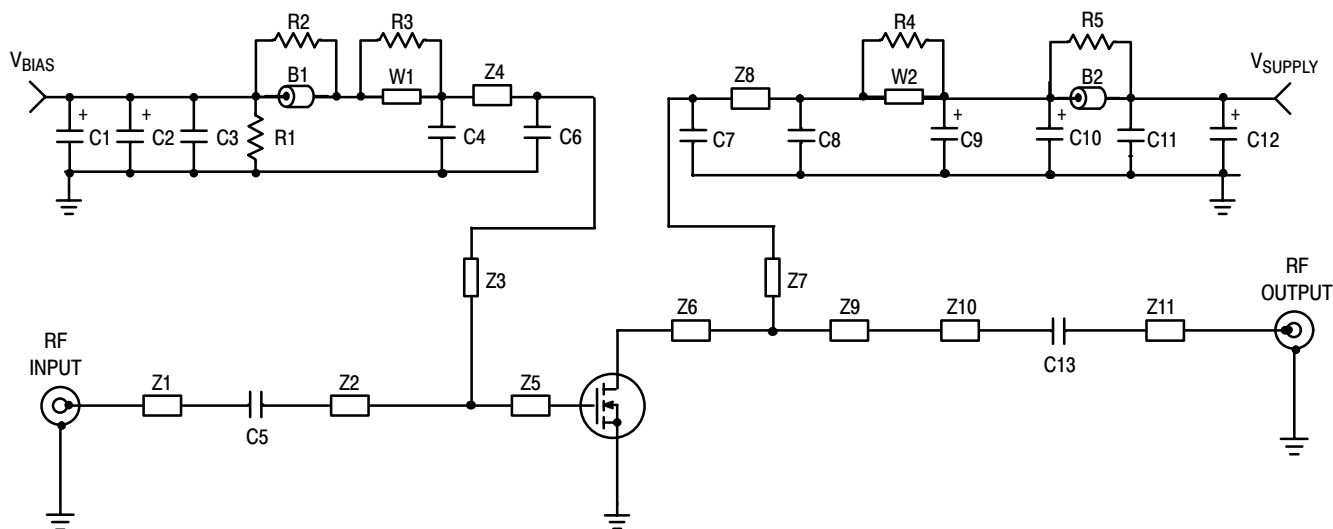 R2
R3
R4
R5
VBIAS
B1
W1
Z4
Z8
W2
B2
VSUPPLY
+
+
+
+
+
C1
C2
C3
R1
C4
C6
C7
C8
C9
C10
C11
C12
Z3
Z7
RF
INPUT
Z1
C5
Z2
Z5
Z6
Z9
Z10
C13
Z11
RF
OUTPUT